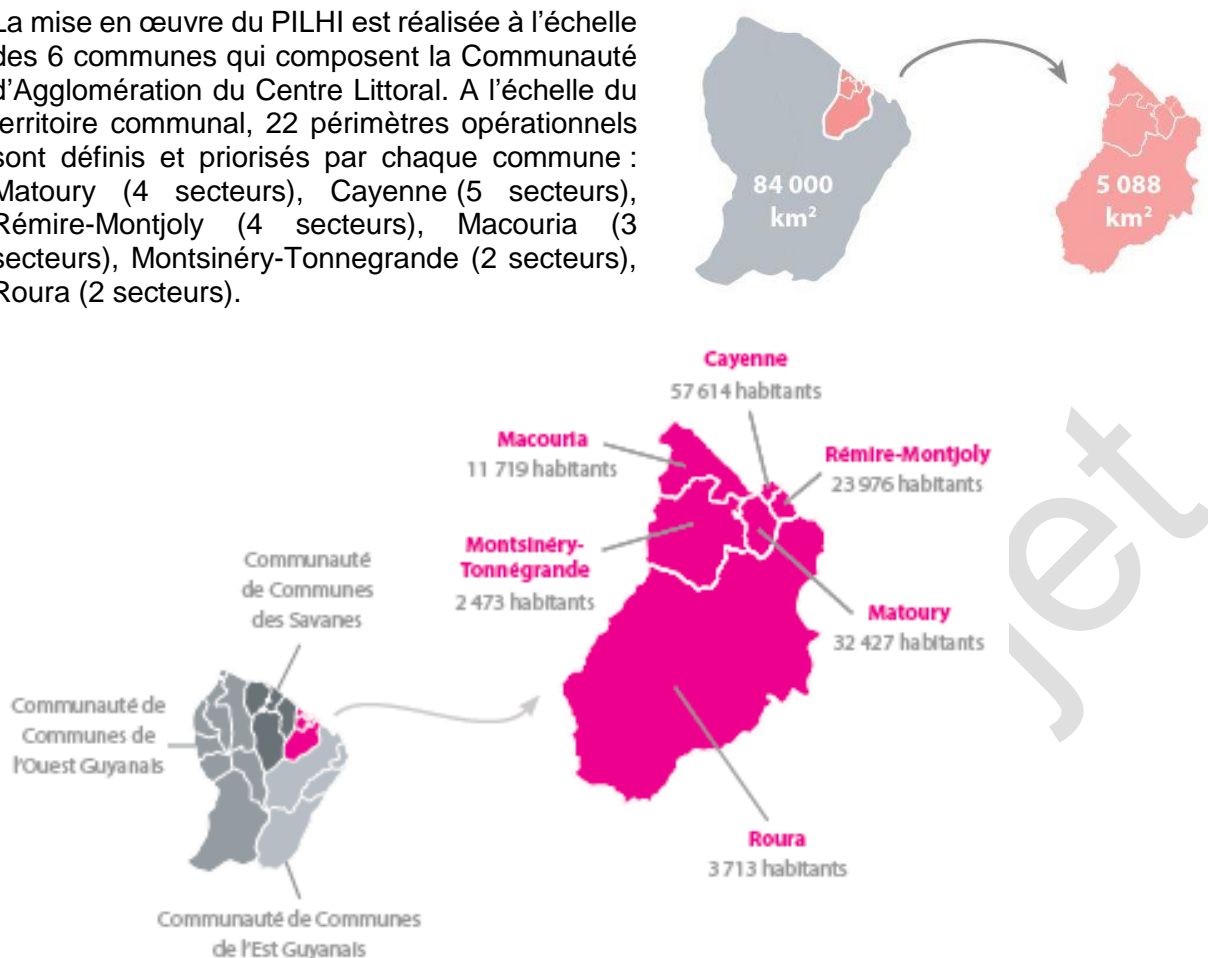 La mise en œuvre du PILHI est réalisée à l’échelle
des 6 communes qui composent la Communauté
d’Agglomération du Centre Littoral. A l’échelle du
territoire communal, 22 périmètres opérationnels
sont définis et priorisés par chaque commune :
Matoury (4 secteurs), Cayenne (5 secteurs),
Rémire-Montjoly (4 secteurs), Macouria (3
secteurs), Montsinéry-Tonnegrande (2 secteurs),
Roura (2 secteurs).
84 000
km²
5 088
km²
Cayenne
57 614 habitants
Macouria
11 719 habitants
Rémire-Montjoly
23 976 habitants
Montsinéry-
Tonnégrande
2 473 habitants
Matoury
32 427 habitants
Roura
3 713 habitants
Communauté
de Communes
des Savanes
Communauté de
Communes de
l’Ouest Guyanais
Communauté de Communes
de l’Est Guyanais
jet